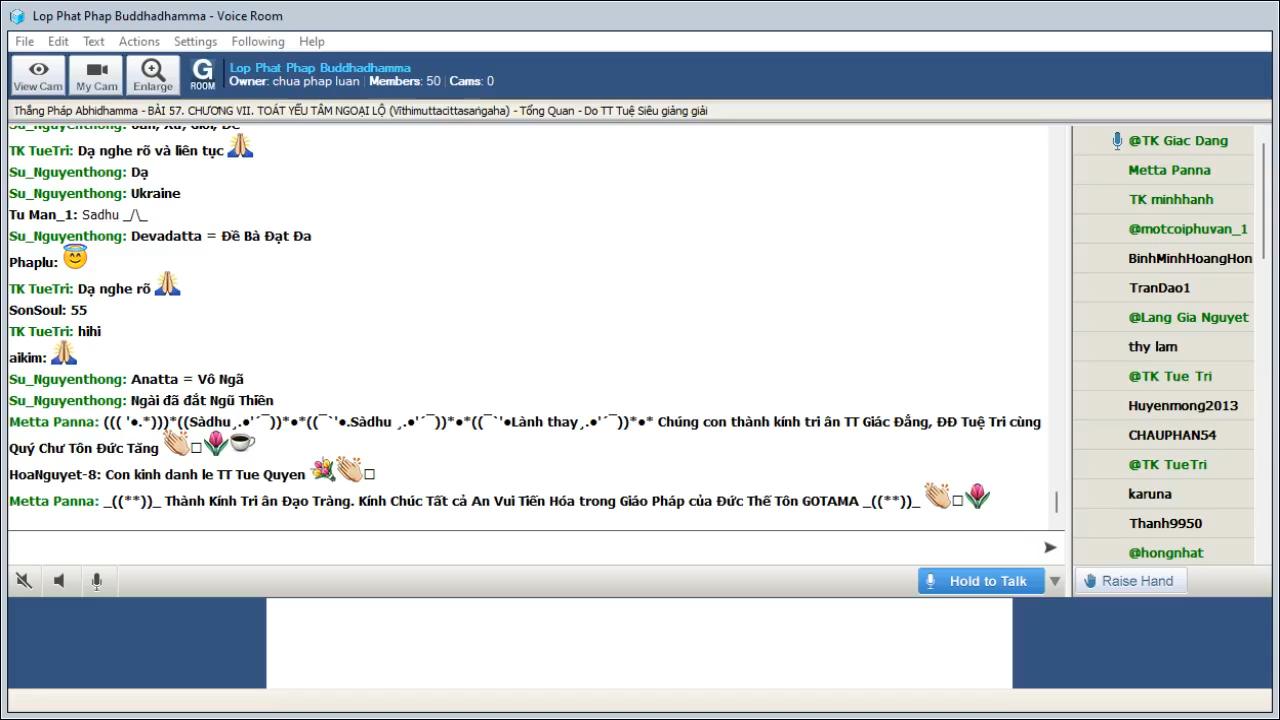 Lop Phat Phap Buddhadhamma - Voice Room
File Edit Text Actions Settings Following Help
View Cam My Cam Enlarge G ROOM
Lop Phat Phap Buddhadhamma
Owner: chua phap luan Members: 50 Cams: 0
Thắng Pháp Abhidhamma - BÀI 57. CHƯƠNG VII. TOÁT YẾU TÂM NGOẠI LỘ (Vīthimuttacittasaṅgaha) - Tổng Quan - Do TT Tuệ Siêu giảng giải
Su_Nguyenthong:
TK TueTri: Dạ nghe rõ và liên tục
Su_Nguyenthong: Dạ
Su_Nguyenthong: Ukraine
Tu Man_1: Sadhu _/\_
Su_Nguyenthong: Devadatta = Đề Bà Đạt Đa
Phaplu:
TK TueTri: Dạ nghe rõ
SonSoul: 55
TK TueTri: hihi
aikim:
Su_Nguyenthong: Anatta = Vô Ngã
Su_Nguyenthong: Ngài đã đắt Ngũ Thiền
Metta Panna: ((( '●.*)))*((Sàdhu¸.●'´¯))*●*((¯`'●.Sàdhu ¸.●'´¯))*●*((¯`'●Lành thay¸.●'´¯))*●* Chúng con thành kính tri ân TT Giác Đẳng, ĐĐ Tuệ Tri cùng
Quý Chư Tôn Đức Tăng
HoaNguyet-8: Con kinh danh le TT Tue Quyen
Metta Panna: _((**))_ Thành Kính Tri ân Đạo Tràng. Kính Chúc Tất cả An Vui Tiến Hóa trong Giáo Pháp của Đức Thế Tôn GOTAMA _((**))_
Hold to Talk
@TK Giac Dang
Metta Panna
TK minhhanh
@motcoiphuvan_1
BinhMinhHoangHon
TranDao1
@Lang Gia Nguyet
thy lam
@TK Tue Tri
Huyenmong2013
CHAUPHAN54
@TK TueTri
karuna
Thanh9950
@hongnhat
Raise Hand